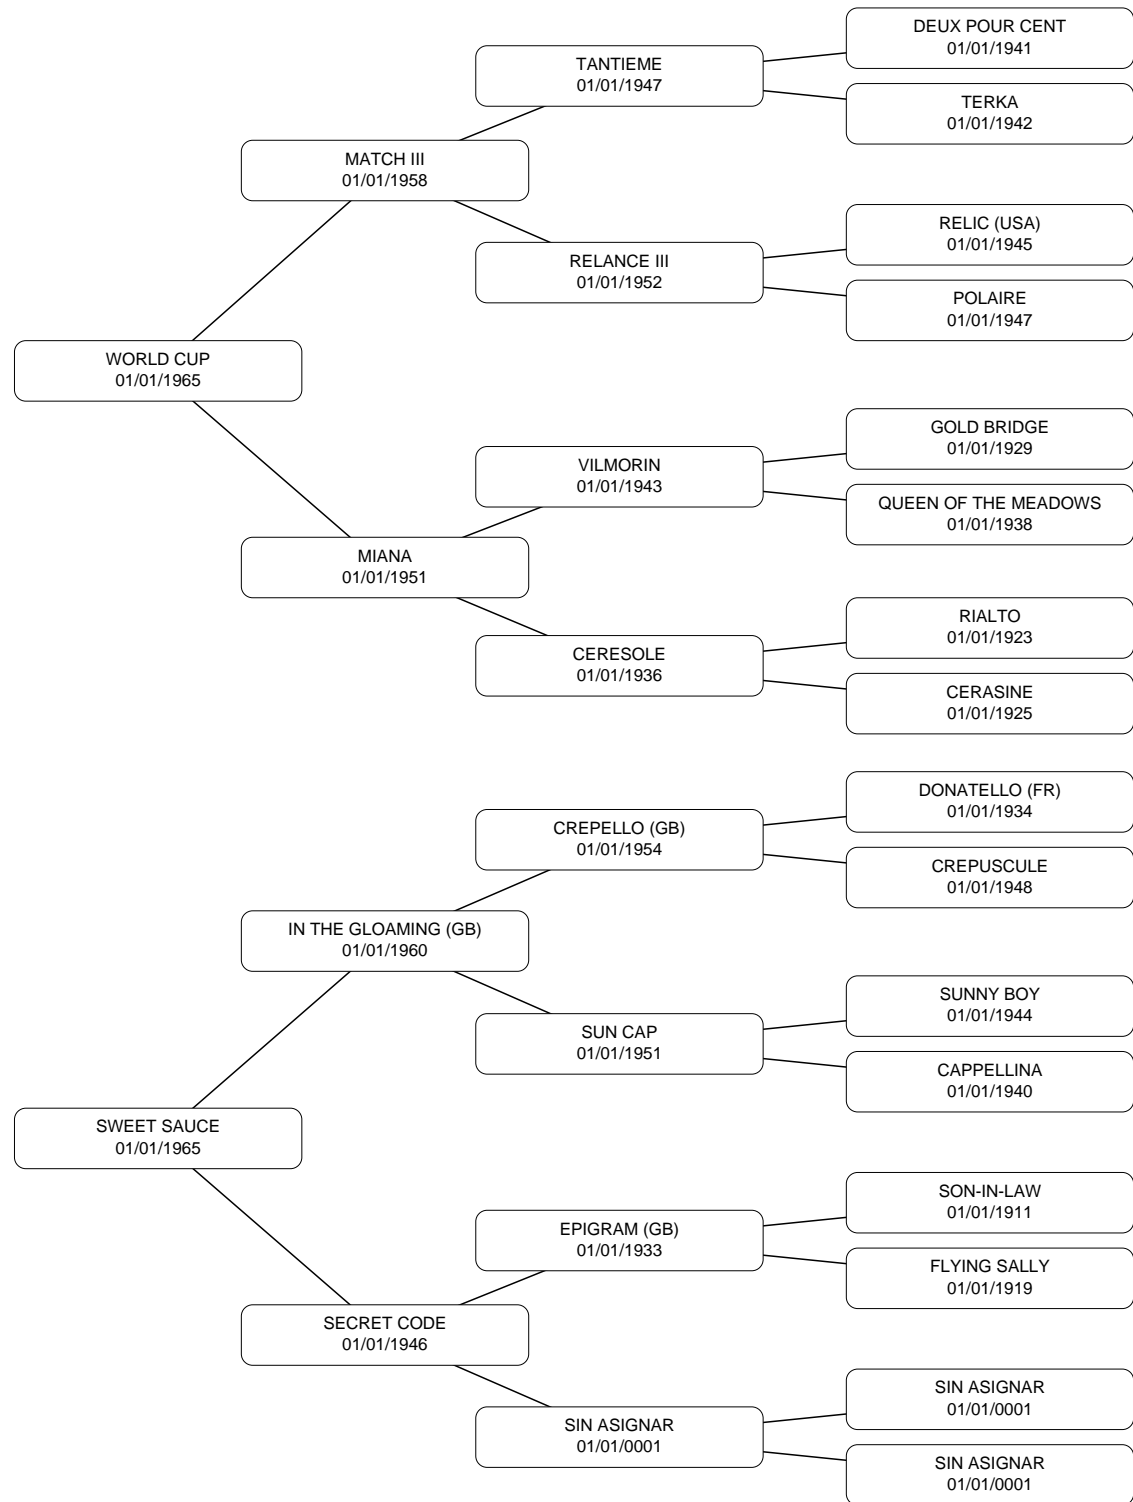 DEUX POUR CENT
01/01/1941
TANTIEME
01/01/1947
TERKA
01/01/1942
MATCH III
01/01/1958
RELIC (USA)
01/01/1945
RELANCE III
01/01/1952
POLAIRE
01/01/1947
WORLD CUP
01/01/1965
GOLD BRIDGE
01/01/1929
VILMORIN
01/01/1943
QUEEN OF THE MEADOWS
01/01/1938
MIANA
01/01/1951
RIALTO
01/01/1923
CERESOLE
01/01/1936
CERASINE
01/01/1925
DONATELLO (FR)
01/01/1934
CREPELLO (GB)
01/01/1954
CREPUSCULE
01/01/1948
IN THE GLOAMING (GB)
01/01/1960
SUNNY BOY
01/01/1944
SUN CAP
01/01/1951
CAPPELLINA
01/01/1940
SWEET SAUCE
01/01/1965
SON-IN-LAW
01/01/1911
EPIGRAM (GB)
01/01/1933
FLYING SALLY
01/01/1919
SECRET CODE
01/01/1946
SIN ASIGNAR
01/01/0001
SIN ASIGNAR
01/01/0001
SIN ASIGNAR
01/01/0001